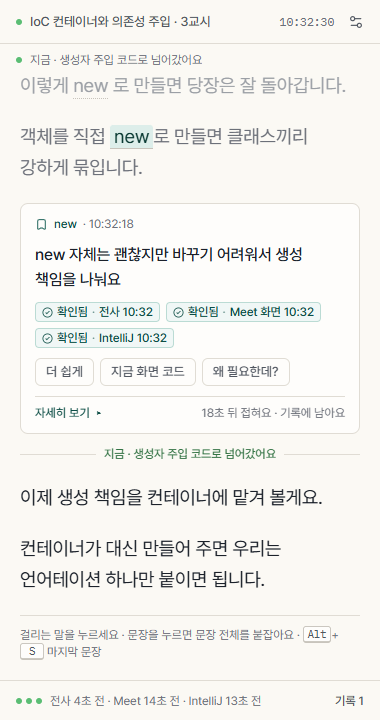 IoC 컨테이너와 의존성 주입 · 3교시 10:32:30
지금 · 생성자 주입 코드로 넘어갔어요
이렇게 new 로 만들면 당장은 잘 돌아갑니다.
객체를 직접 new 로 만들면 클래스끼리
강하게 묶입니다.
new · 10:32:18
new 자체는 괜찮지만 바꾸기 어려워서 생성
책임을 나눠요
확인됨 · 전사 10:32 확인됨 · Meet 화면 10:32
확인됨 · IntelliJ 10:32
더 쉽게 지금 화면 코드 왜 필요한데?
자세히 보기 ▸ 18초 뒤 접혀요 · 기록에 남아요
지금 · 생성자 주입 코드로 넘어갔어요
이제 생성 책임을 컨테이너에 맡겨 볼게요.
컨테이너가 대신 만들어 주면 우리는
언어테이션 하나만 붙이면 됩니다.
걸리는 말을 누르세요 · 문장을 누르면 문장 전체를 붙잡아요 · Alt +
S 마지막 문장
전사 4초 전 · Meet 14초 전 · IntelliJ 13초 전 기록 1